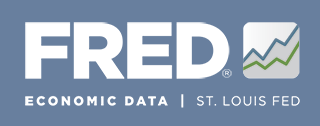 FRED®
ECONOMIC DATA | ST. LOUIS FED